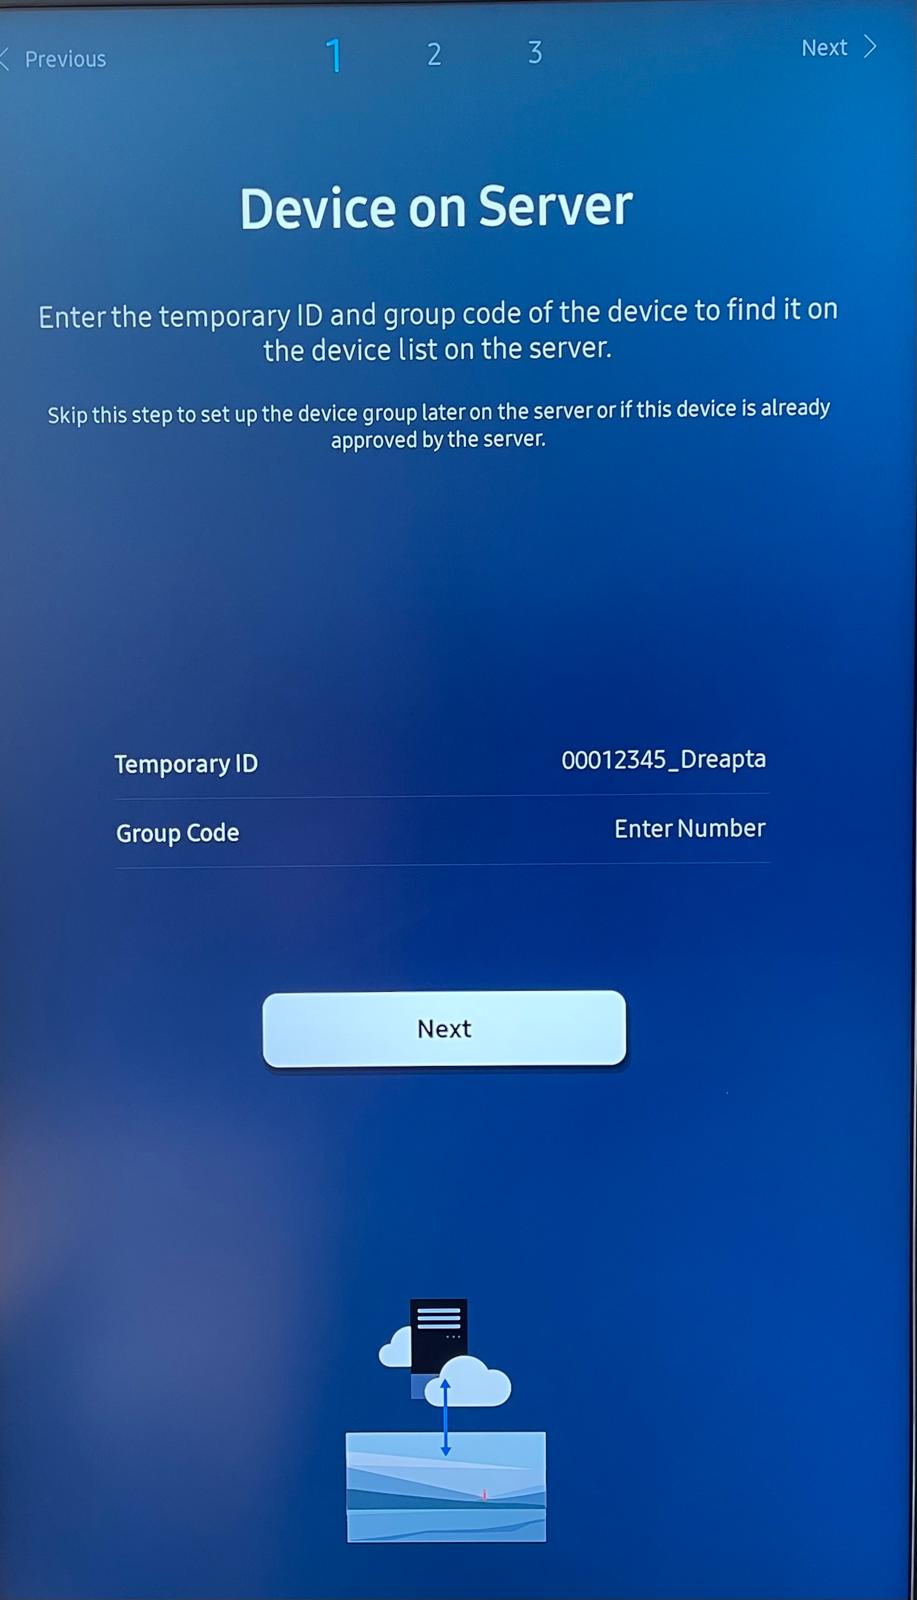 Previous
1
2
3
Next
Device on Server
Enter the temporary ID and group code of the device to find it on
the device list on the server.
Skip this step to set up the device group later on the server or if this device is already
approved by the server.
Temporary ID
00012345_Dreapta
Group Code
Enter Number
Next